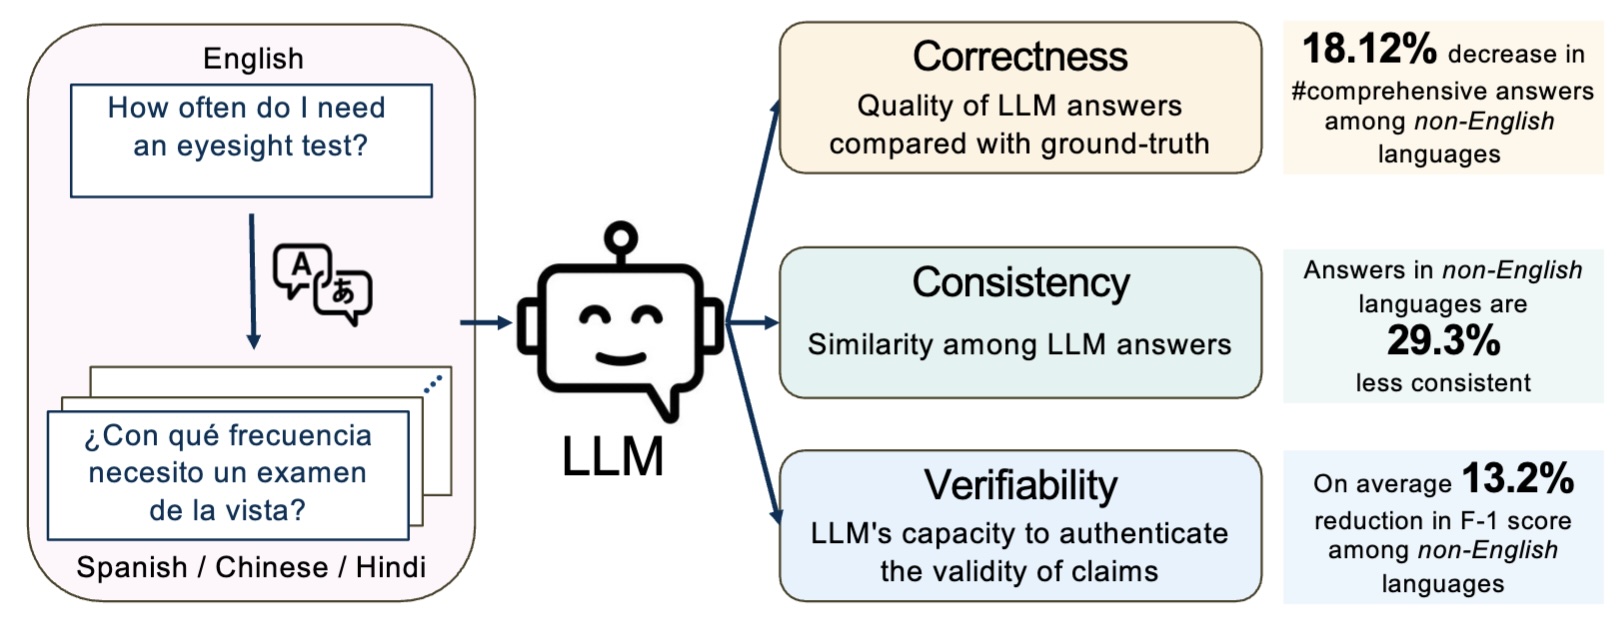 English
How often do I need
an eyesight test?
A
あ
¿Con qué frecuencia
necesito un examen
de la vista?
Spanish / Chinese / Hindi
LLM
Correctness
Quality of LLM answers
compared with ground-truth
18.12% decrease in
#comprehensive answers
among non-English
languages
Consistency
Similarity among LLM answers
Answers in non-English
languages are
29.3%
less consistent
Verifiability
LLM's capacity to authenticate
the validity of claims
On average 13.2%
reduction in F-1 score
among non-English
languages